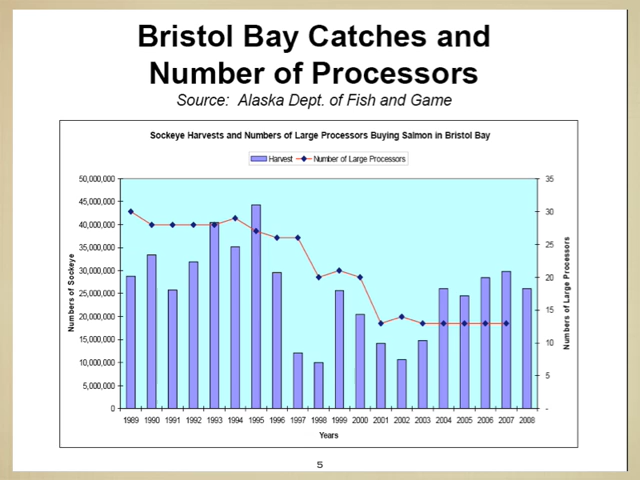 Bristol Bay Catches and
Number of Processors
Source: Alaska Dept. of Fish and Game
Sockeye Harvests and Numbers of Large Processors Buying Salmon in Bristol Bay
Harvest Number of Large Processors
50,000,000
45,000,000
40,000,000
35,000,000
30,000,000
25,000,000
20,000,000
15,000,000
10,000,000
5,000,000
0
Numbers of Sockeye
35
30
25
20
15
10
5
-
Numbers of Large Processors
1989 1990 1991 1992 1993 1994 1995 1996 1997 1998 1999 2000 2001 2002 2003 2004 2005 2006 2007 2008
Years
5